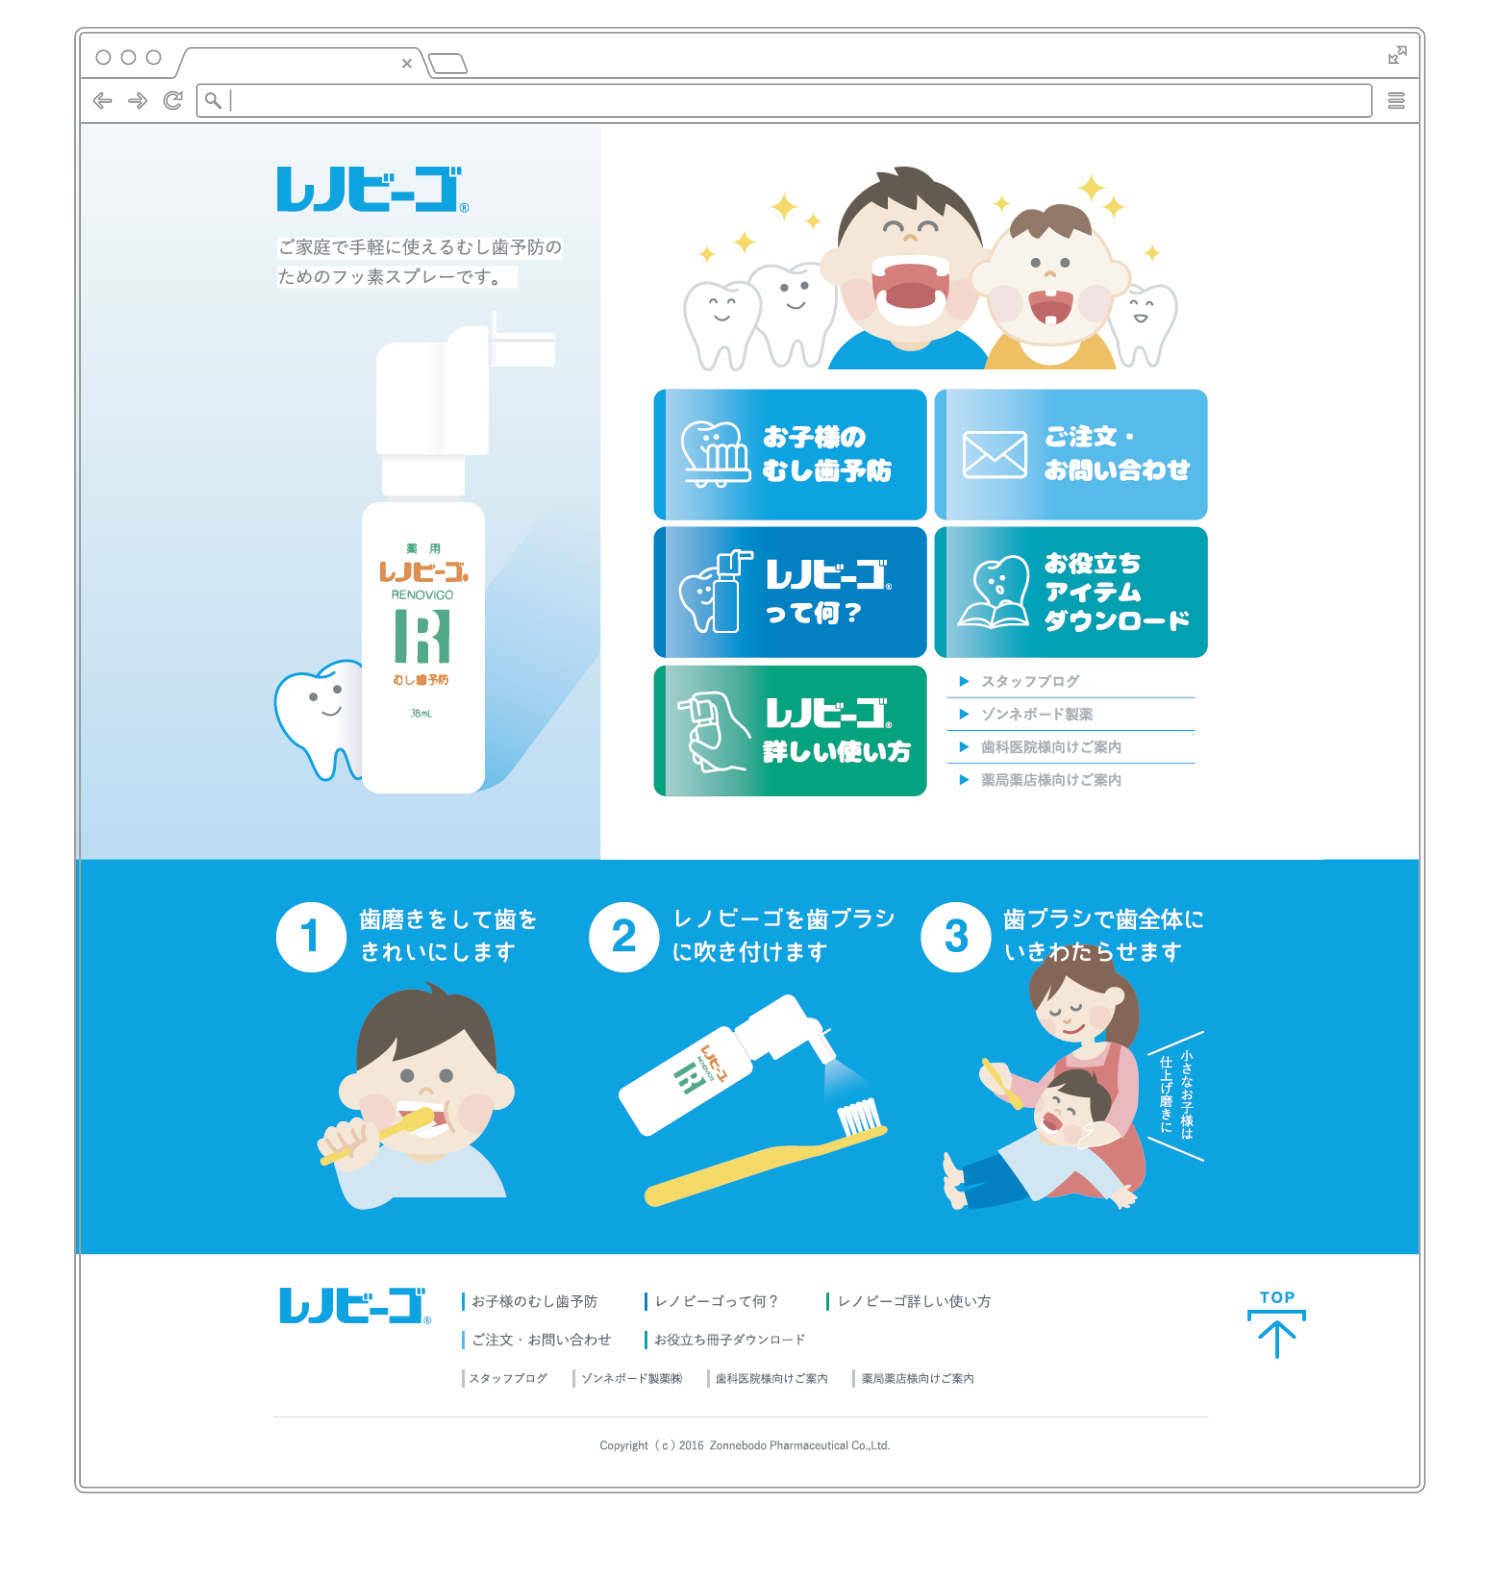 レノビーゴ®
ご家庭で手軽に使えるむし歯予防の
ためのフッ素スプレーです。
薬 用
レノビーゴ®
RENOVIGO
R
むし歯予防
38mL
お子様の
むし歯予防
ご注文・
お問い合わせ
レノビーゴ®
って何？
お役立ち
アイテム
ダウンロード
レノビーゴ®
詳しい使い方
スタッフブログ
ゾンネボード製薬
歯科医院様向けご案内
薬局薬店様向けご案内
1
歯磨きをして歯を
きれいにします
2
レノビーゴを歯ブラシ
に吹き付けます
3
歯ブラシで歯全体に
いきわたらせます
レノビーゴ
RENOVIGO
R
小さなお子様は
仕上げ磨きに
レノビーゴ®
お子様のむし歯予防
レノビーゴって何？
レノビーゴ詳しい使い方
ご注文・お問い合わせ
お役立ち冊子ダウンロード
スタッフブログ
ゾンネボード製薬㈱
歯科医院様向けご案内
薬局薬店様向けご案内
TOP
Copyright（c）2016 Zonnebodo Pharmaceutical Co.,Ltd.